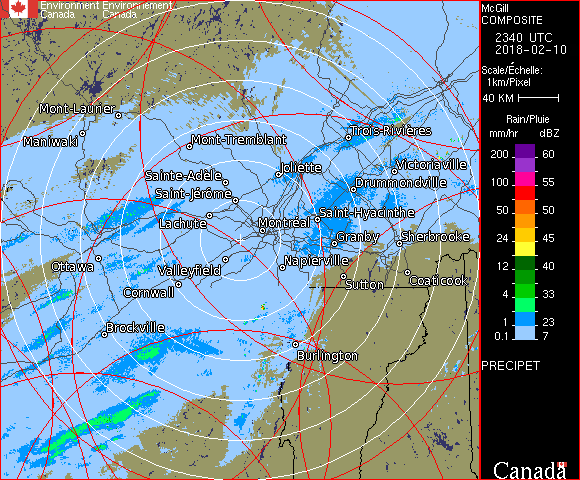 Environment Environnement
Canada Canada
McGill
COMPOSITE
2340 UTC
2018-02-10
Scale/Échelle:
1km/Pixel
40 KM
Rain/Pluie
mm/hr dBZ
200 60
100 55
50 50
24 45
12 40
4 33
1 23
0.1 7
PRECIPET
Canada
Mont-Laurier
Maniwaki
Mont-Tremblant
Trois-Rivières
Sainte-Adèle
Joliette
Victoriaville
Saint-Jérôme
Drummondville
Lachute
Montréal
Saint-Hyacinthe
Granby
Sherbrooke
Ottawa
Valleyfield
Napierville
Cornwall
Sutton
Coaticook
Brockville
Burlington